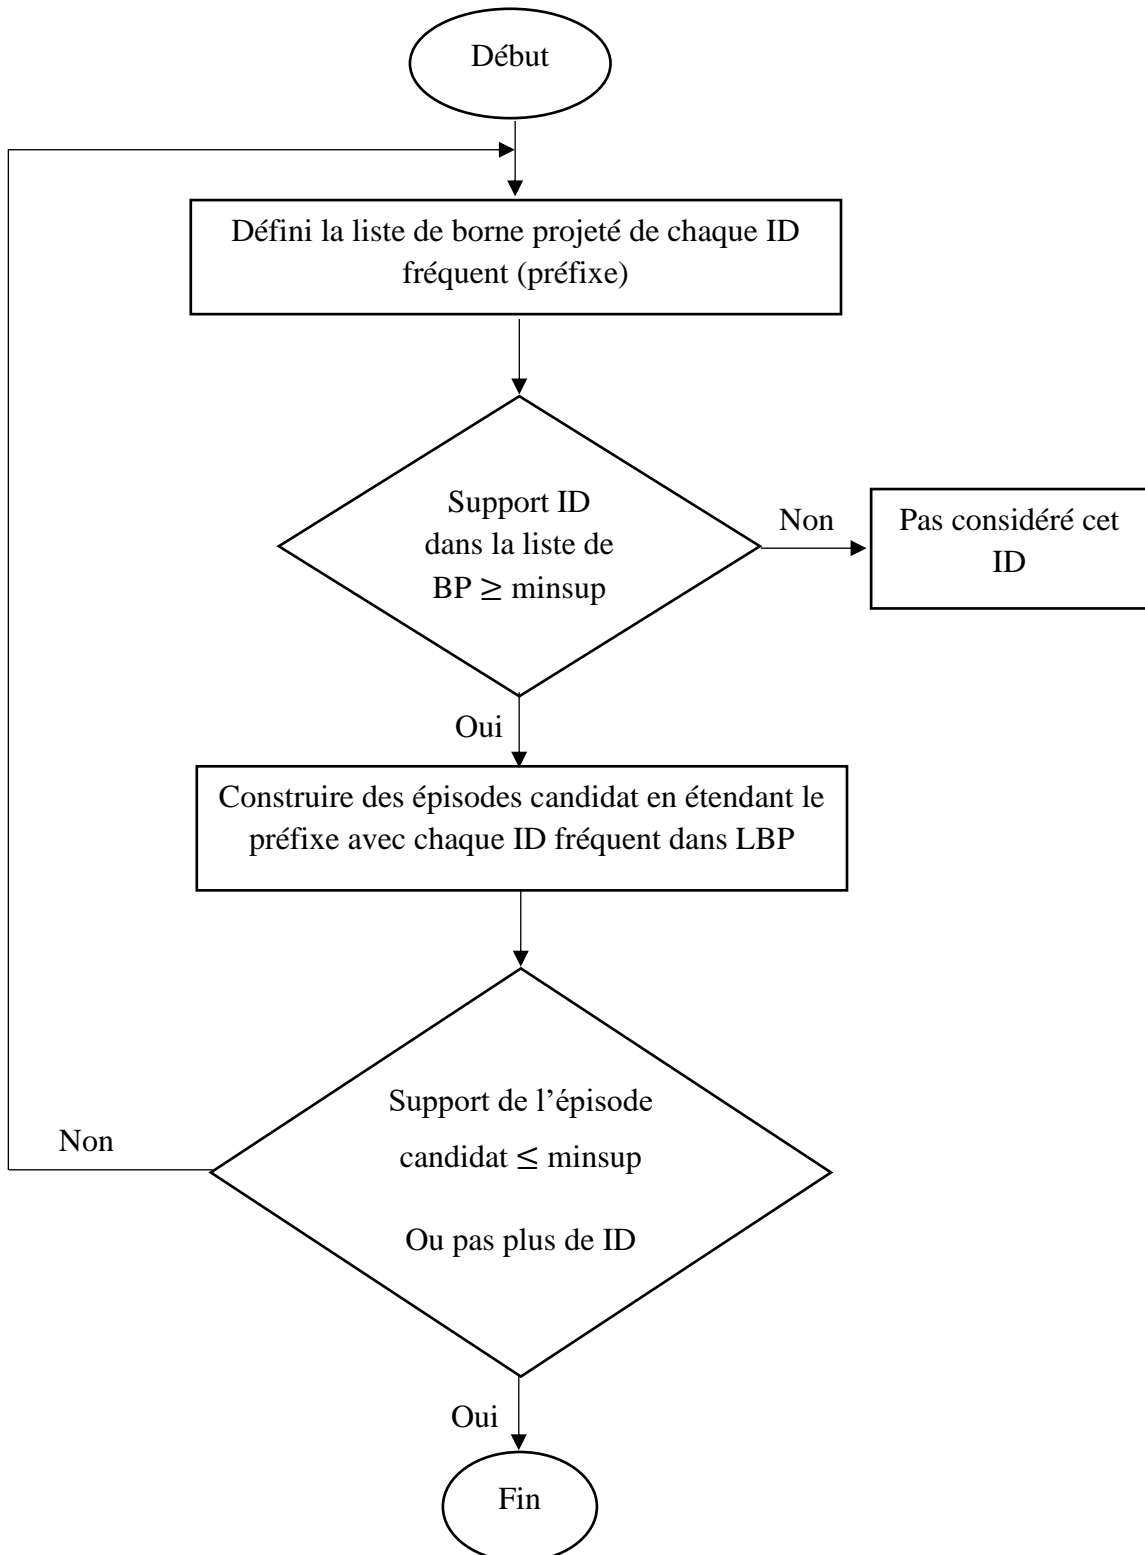 Début
Défini la liste de borne projeté de chaque ID
fréquent (préfixe)
Support ID
dans la liste de
BP ≥ minsup
Non
Pas considéré cet
ID
Oui
Construire des épisodes candidat en étendant le
préfixe avec chaque ID fréquent dans LBP
Support de l’épisode
candidat ≤ minsup
Ou pas plus de ID
Non
Oui
Fin